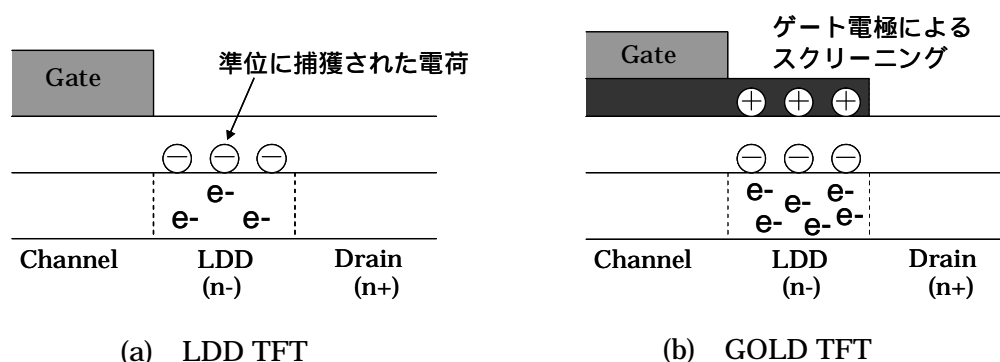 Gate
準位に捕獲された電荷
e-
e-
e-
Channel
LDD
(n-)
Drain
(n+)
(a) LDD TFT
ゲート電極による
スクリーニング
Gate
e-
e-
e-
e-
e-
e-
Channel
LDD
(n-)
Drain
(n+)
(b) GOLD TFT